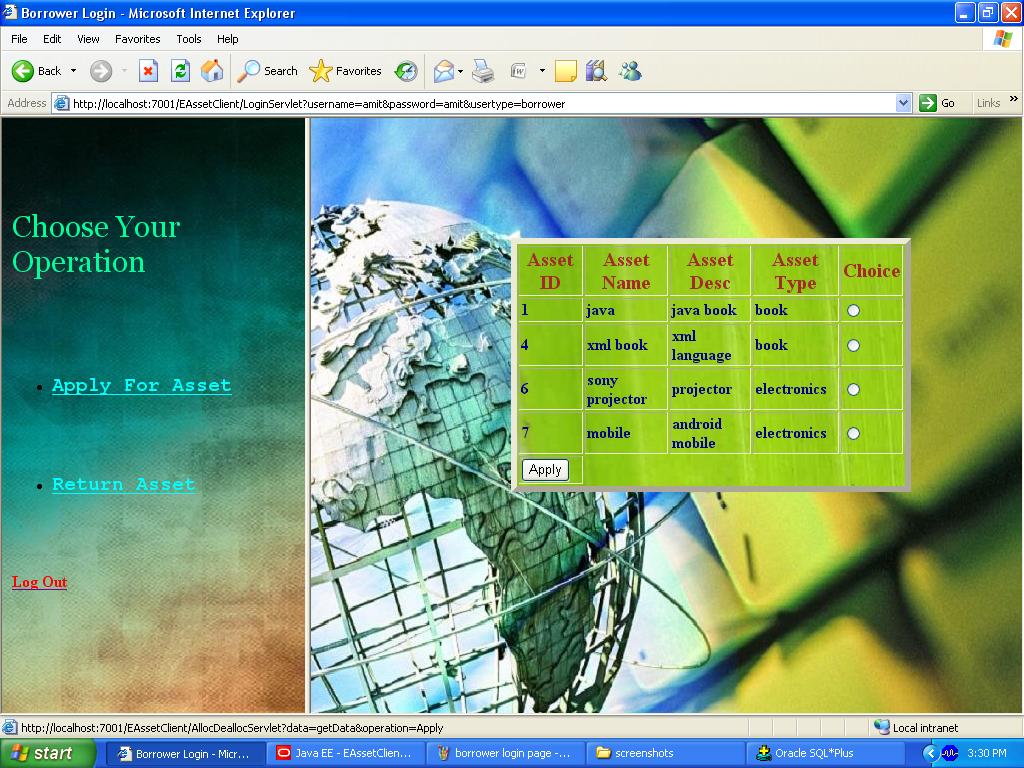 Borrower Login - Microsoft Internet Explorer
File Edit View Favorites Tools Help
Back Search Favorites
Address http://localhost:7001/EAssetClient/LoginServlet?username=amit&password=amit&usertype=borrower Go Links »
Choose Your
Operation
Apply For Asset
Return Asset
Log Out
Asset ID Asset Name Asset Desc Asset Type Choice
1 java java book book
4 xml book xml language book
6 sony projector projector electronics
7 mobile android mobile electronics
Apply
http://localhost:7001/EAssetClient/AllocDeallocServlet?data=getData&operation=Apply Local intranet
start Borrower Login - Micr... Java EE - EAssetClien... borrower login page -... screenshots Oracle SQL*Plus 3:30 PM